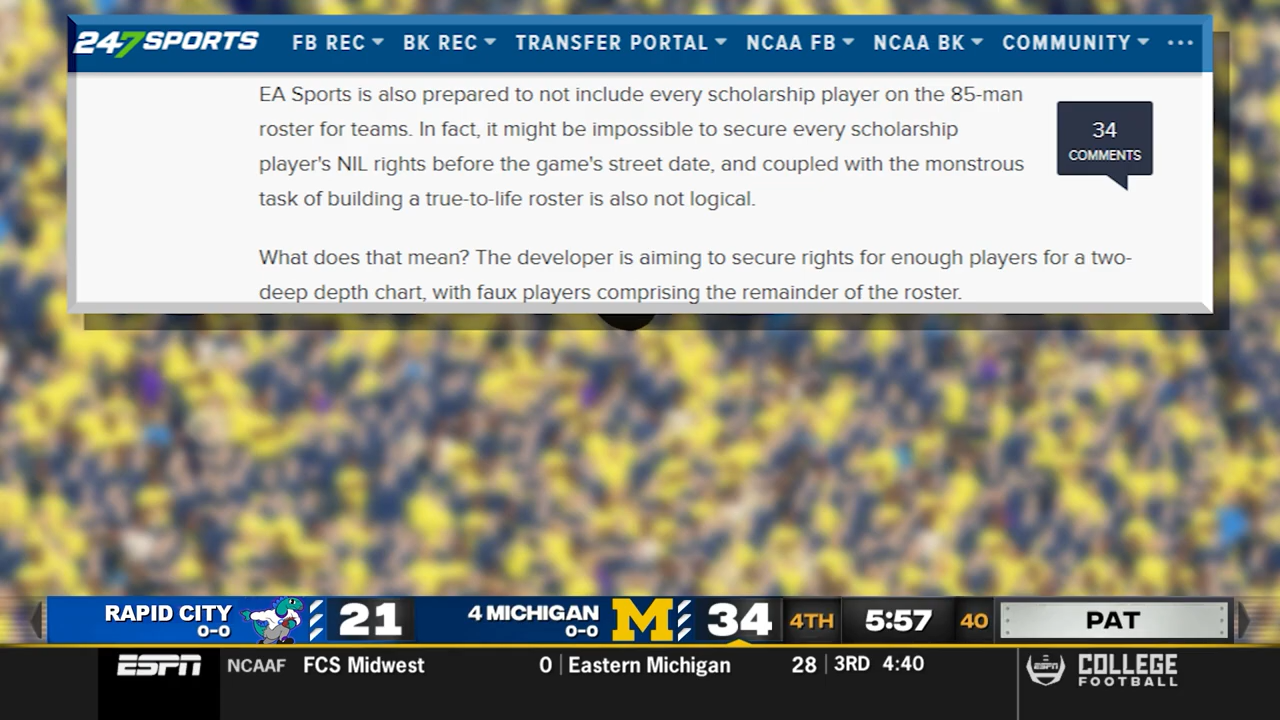 247SPORTS FB REC BK REC TRANSFER PORTAL NCAA FB NCAA BK COMMUNITY ...
EA Sports is also prepared to not include every scholarship player on the 85-man
roster for teams. In fact, it might be impossible to secure every scholarship
player's NIL rights before the game's street date, and coupled with the monstrous
task of building a true-to-life roster is also not logical.
34
COMMENTS
What does that mean? The developer is aiming to secure rights for enough players for a two-
deep depth chart, with faux players comprising the remainder of the roster.
RAPID CITY
0-0
21
4 MICHIGAN
0-0
M
34
4TH
5:57
40
PAT
ESPN NCAAF FCS Midwest 0 Eastern Michigan 28 3RD 4:40
ESPN
COLLEGE
FOOTBALL